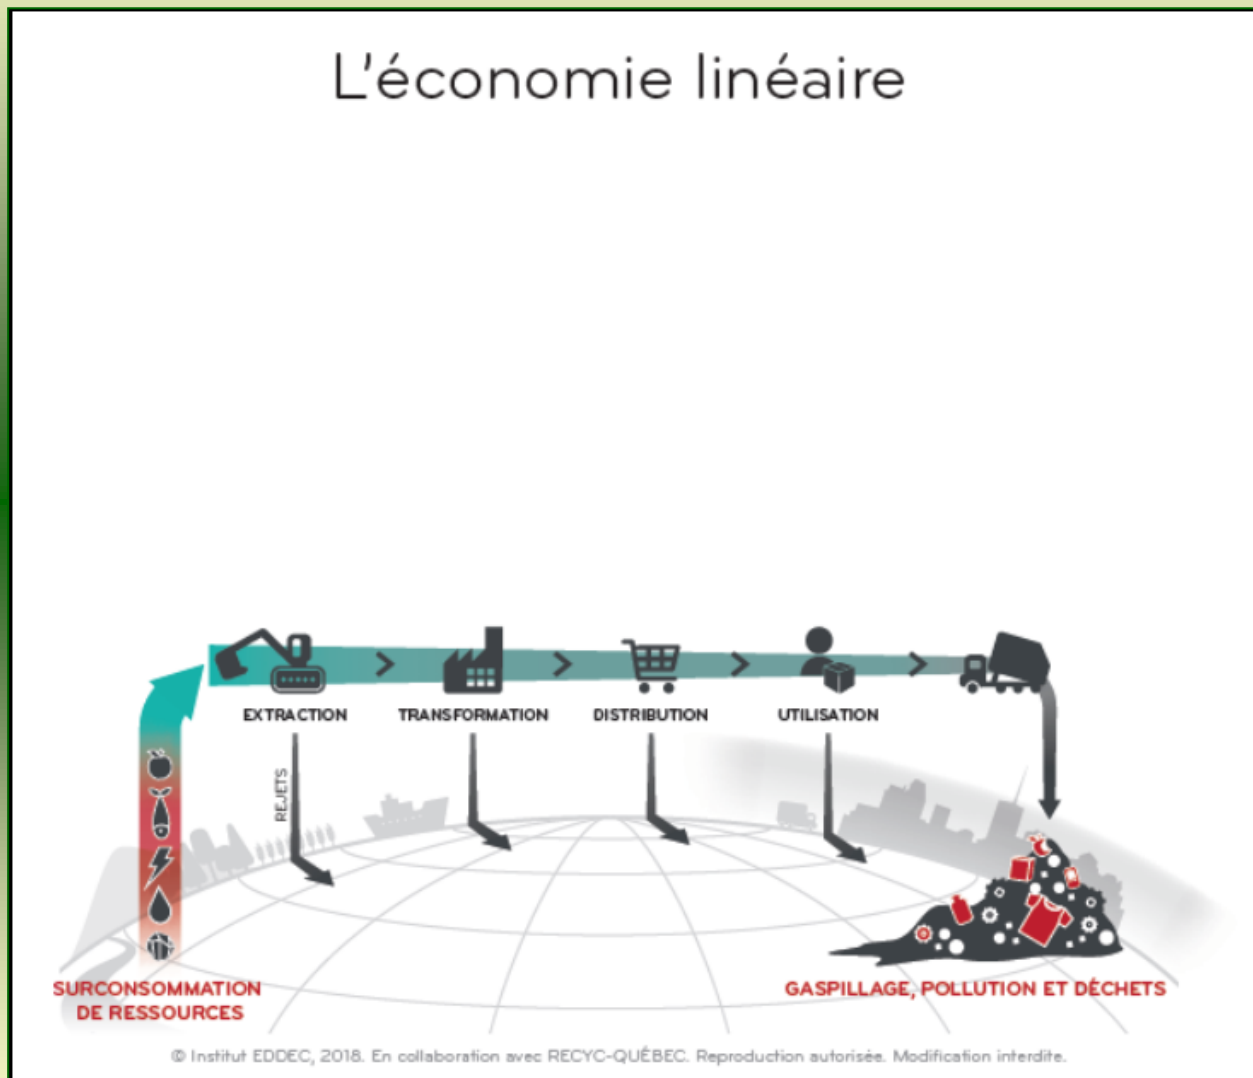 L'économie linéaire
EXTRACTION
TRANSFORMATION
DISTRIBUTION
UTILISATION
REJETS
SURCONSOMMATION
DE RESSOURCES
GASPILLAGE, POLLUTION ET DÉCHETS
© Institut EDDEC, 2018. En collaboration avec RECYC-QUÉBEC. Reproduction autorisée. Modification interdite.